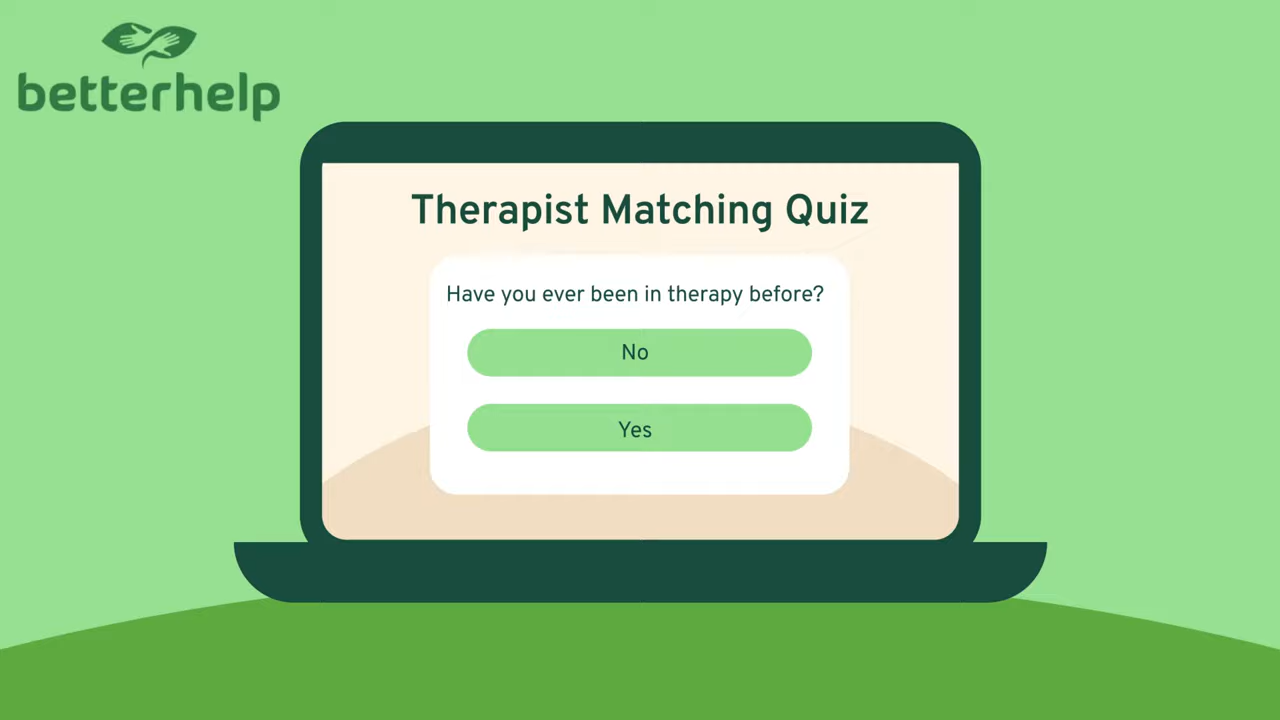 betterhelp
Therapist Matching Quiz
Have you ever been in therapy before?
No
Yes